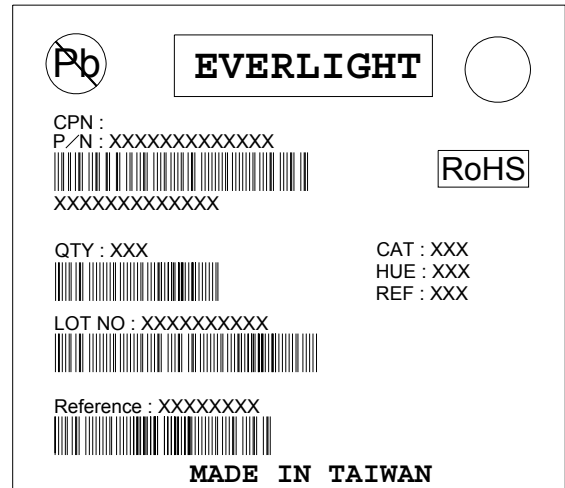 Pb
EVERLIGHT
CPN :
P/N : XXXXXXXXXXXXX
XXXXXXXXXXXXX
RoHS
QTY : XXX
CAT : XXX
HUE : XXX
REF : XXX
LOT NO : XXXXXXXXXX
Reference : XXXXXXXX
MADE IN TAIWAN